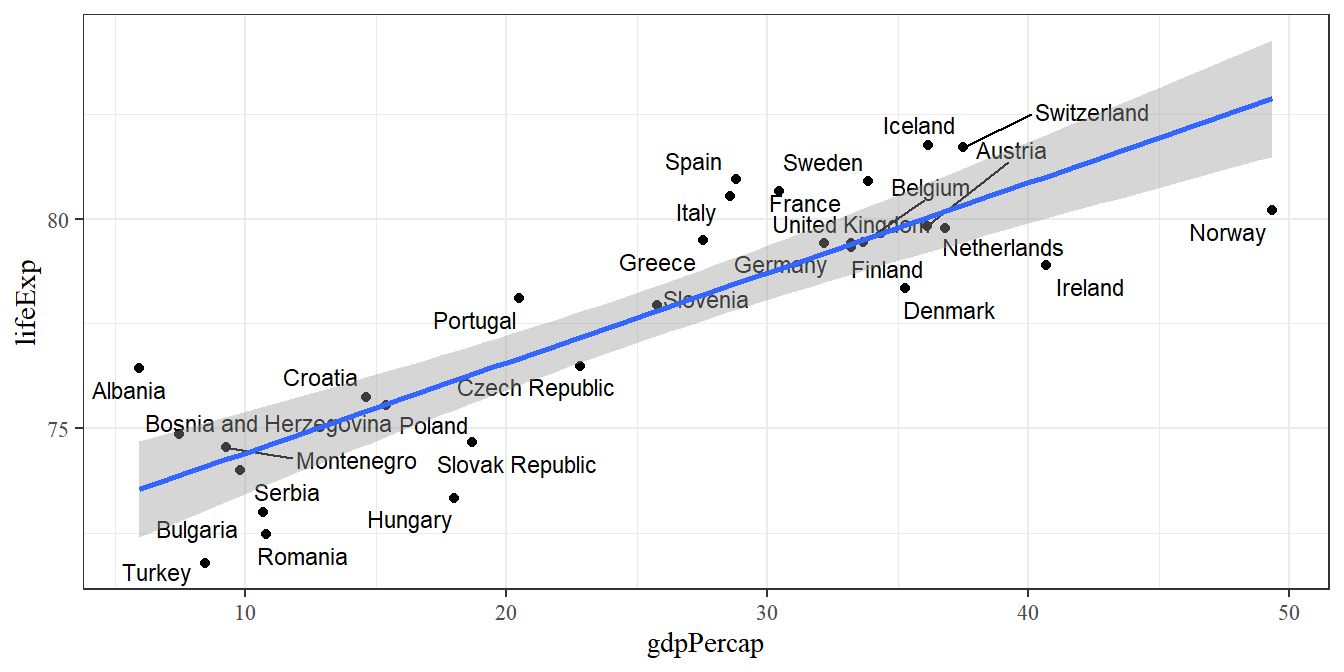 Switzerland
Iceland
Austria
Spain
Sweden
Belgium
Italy
France
United Kingdom
Norway
80
Netherlands
Greece
Germany
Finland
Ireland
Slovenia
Denmark
Portugal
lifeExp
Croatia
Czech Republic
Albania
Bosnia and Herzegovina
Poland
75
Montenegro
Slovak Republic
Serbia
Hungary
Bulgaria
Romania
Turkey
10
20
30
40
50
gdpPercap